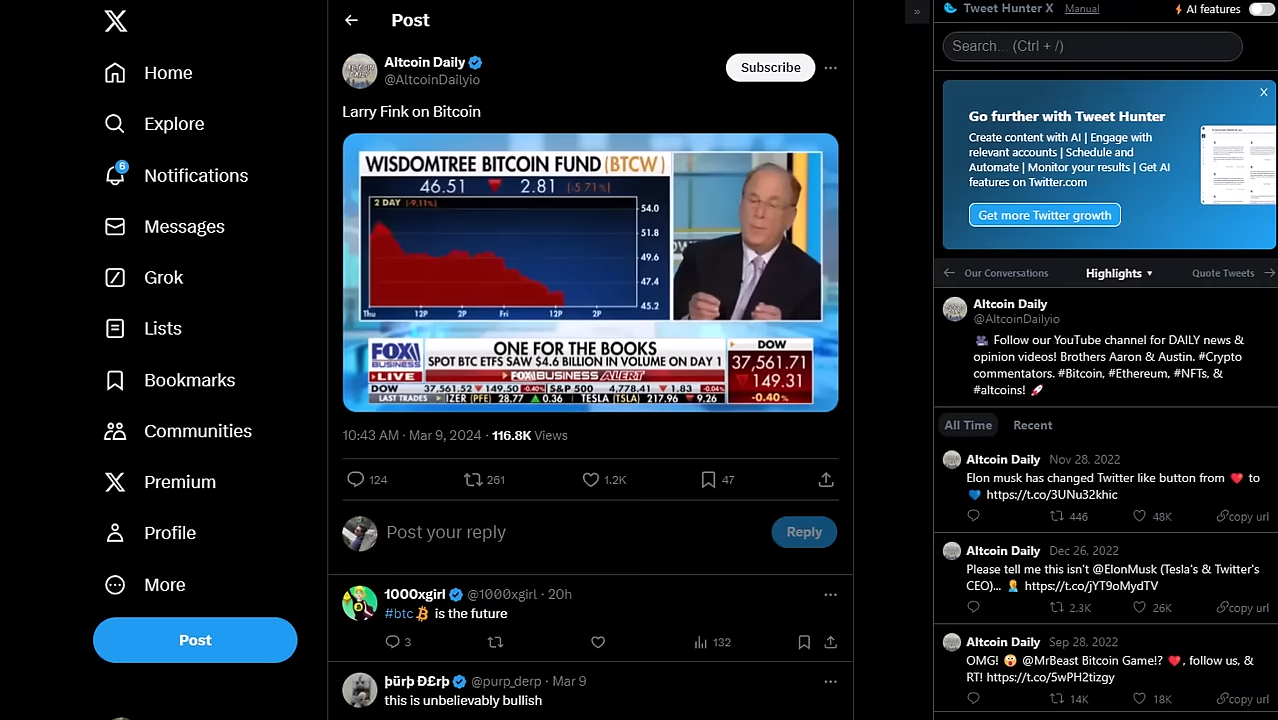 Home
Explore
6
Notifications
Messages
Grok
Lists
Bookmarks
Communities
Premium
Profile
More
Post
Post
Altcoin Daily
@AltcoinDailyio
Subscribe
Larry Fink on Bitcoin
WISDOMTREE BITCOIN FUND (BTCW)
46.51 2.81 (-5.71%)
2 DAY (-9.11%)
54.0
51.8
49.6
47.4
45.2
Thu 12P 2P Fri 12P 2P
FOX BUSINESS
LIVE
ONE FOR THE BOOKS
SPOT BTC ETFS SAW $4.6 BILLION IN VOLUME ON DAY 1
FOX BUSINESS ALERT
DOW
37,561.71
149.31
-0.40%
DOW 37,561.52 149.50 -0.40% S&P 500 4,778.41 1.83 -0.04%
LAST TRADES IZER (PFE) 28.77 0.36 TESLA (TSLA) 217.96 9.26
10:43 AM · Mar 9, 2024 · 116.8K Views
124 261 1.2K 47
Post your reply
Reply
1000xgirl @1000xgirl · 20h
#btc is the future
3 132
þürþ Ð£rþ @purp_derp · Mar 9
this is unbelievably bullish
»
Tweet Hunter X Manual
AI features
Search... (Ctrl + /)
X
Go further with Tweet Hunter
Create content with AI | Engage with
relevant accounts | Schedule and
Automate | Monitor your results | Get AI
features on Twitter.com
Get more Twitter growth
Our Conversations Highlights Quote Tweets
Altcoin Daily
@AltcoinDailyio
Follow our YouTube channel for DAILY news &
opinion videos! Brothers Aaron & Austin. #Crypto
commentators. #Bitcoin, #Ethereum, #NFTs, &
#altcoins! 🚀
All Time Recent
Altcoin Daily Nov 28, 2022
Elon musk has changed Twitter like button from ❤️ to
💙 https://t.co/3UNu32khic
446 48K copy url
Altcoin Daily Dec 26, 2022
Please tell me this isn't @ElonMusk (Tesla's & Twitter's
CEO)... https://t.co/jYT9oMydTV
2.3K 26K copy url
Altcoin Daily Sep 28, 2022
OMG! 😱 @MrBeast Bitcoin Game!? ❤️, follow us, &
RT! https://t.co/5wPH2tizgy
14K 18K copy url